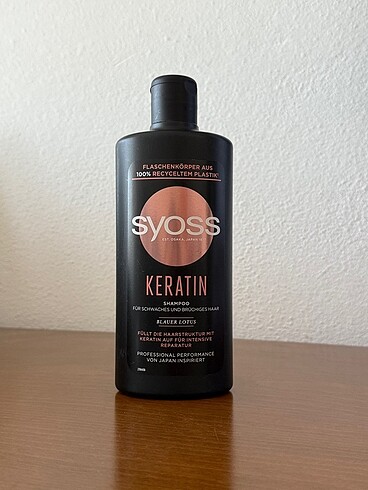 FLASCHENKÖRPER AUS
100% RECYCELTEM PLASTIK*
syoss
EST. OSAKA, JAPAN
KERATIN
SHAMPOO
FÜR SCHWACHES UND BRÜCHIGES HAAR
BLAUER LOTUS
FÜLLT DIE HAARSTRUKTUR MIT
KERATIN AUF FÜR INTENSIVE
REPARATUR
PROFESSIONAL PERFORMANCE
VON JAPAN INSPIRIERT